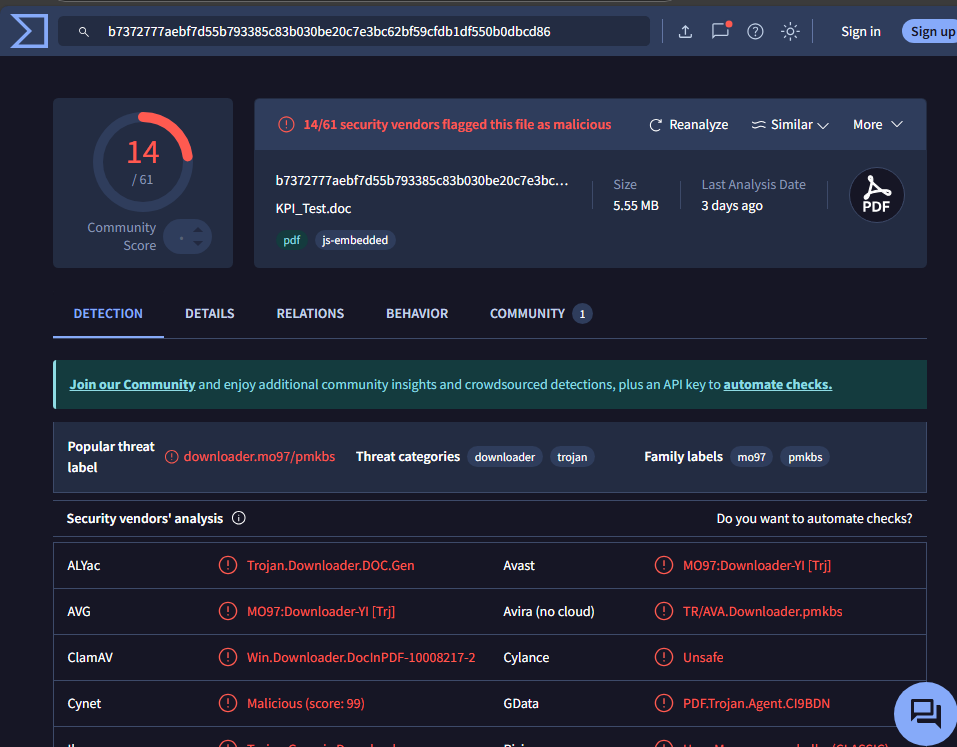 b7372777aebf7d55b793385c83b030be20c7e3bc62bf59cfdb1df550b0dbcd86
Sign in
Sign up
14
/ 61
Community Score
14/61 security vendors flagged this file as malicious
Reanalyze
Similar
More
b7372777aebf7d55b793385c83b030be20c7e3bc...
KPI_Test.doc
pdf
js-embedded
Size
5.55 MB
Last Analysis Date
3 days ago
PDF
DETECTION
DETAILS
RELATIONS
BEHAVIOR
COMMUNITY 1
Join our Community and enjoy additional community insights and crowdsourced detections, plus an API key to automate checks.
Popular threat label
downloader.mo97/pmkbs
Threat categories
downloader
trojan
Family labels
mo97
pmkbs
Security vendors' analysis
Do you want to automate checks?
ALYac
Trojan.Downloader.DOC.Gen
Avast
MO97:Downloader-YI [Trj]
AVG
MO97:Downloader-YI [Trj]
Avira (no cloud)
TR/AVA.Downloader.pmkbs
ClamAV
Win.Downloader.DocInPDF-10008217-2
Cylance
Unsafe
Cynet
Malicious (score: 99)
GData
PDF.Trojan.Agent.CI9BDN